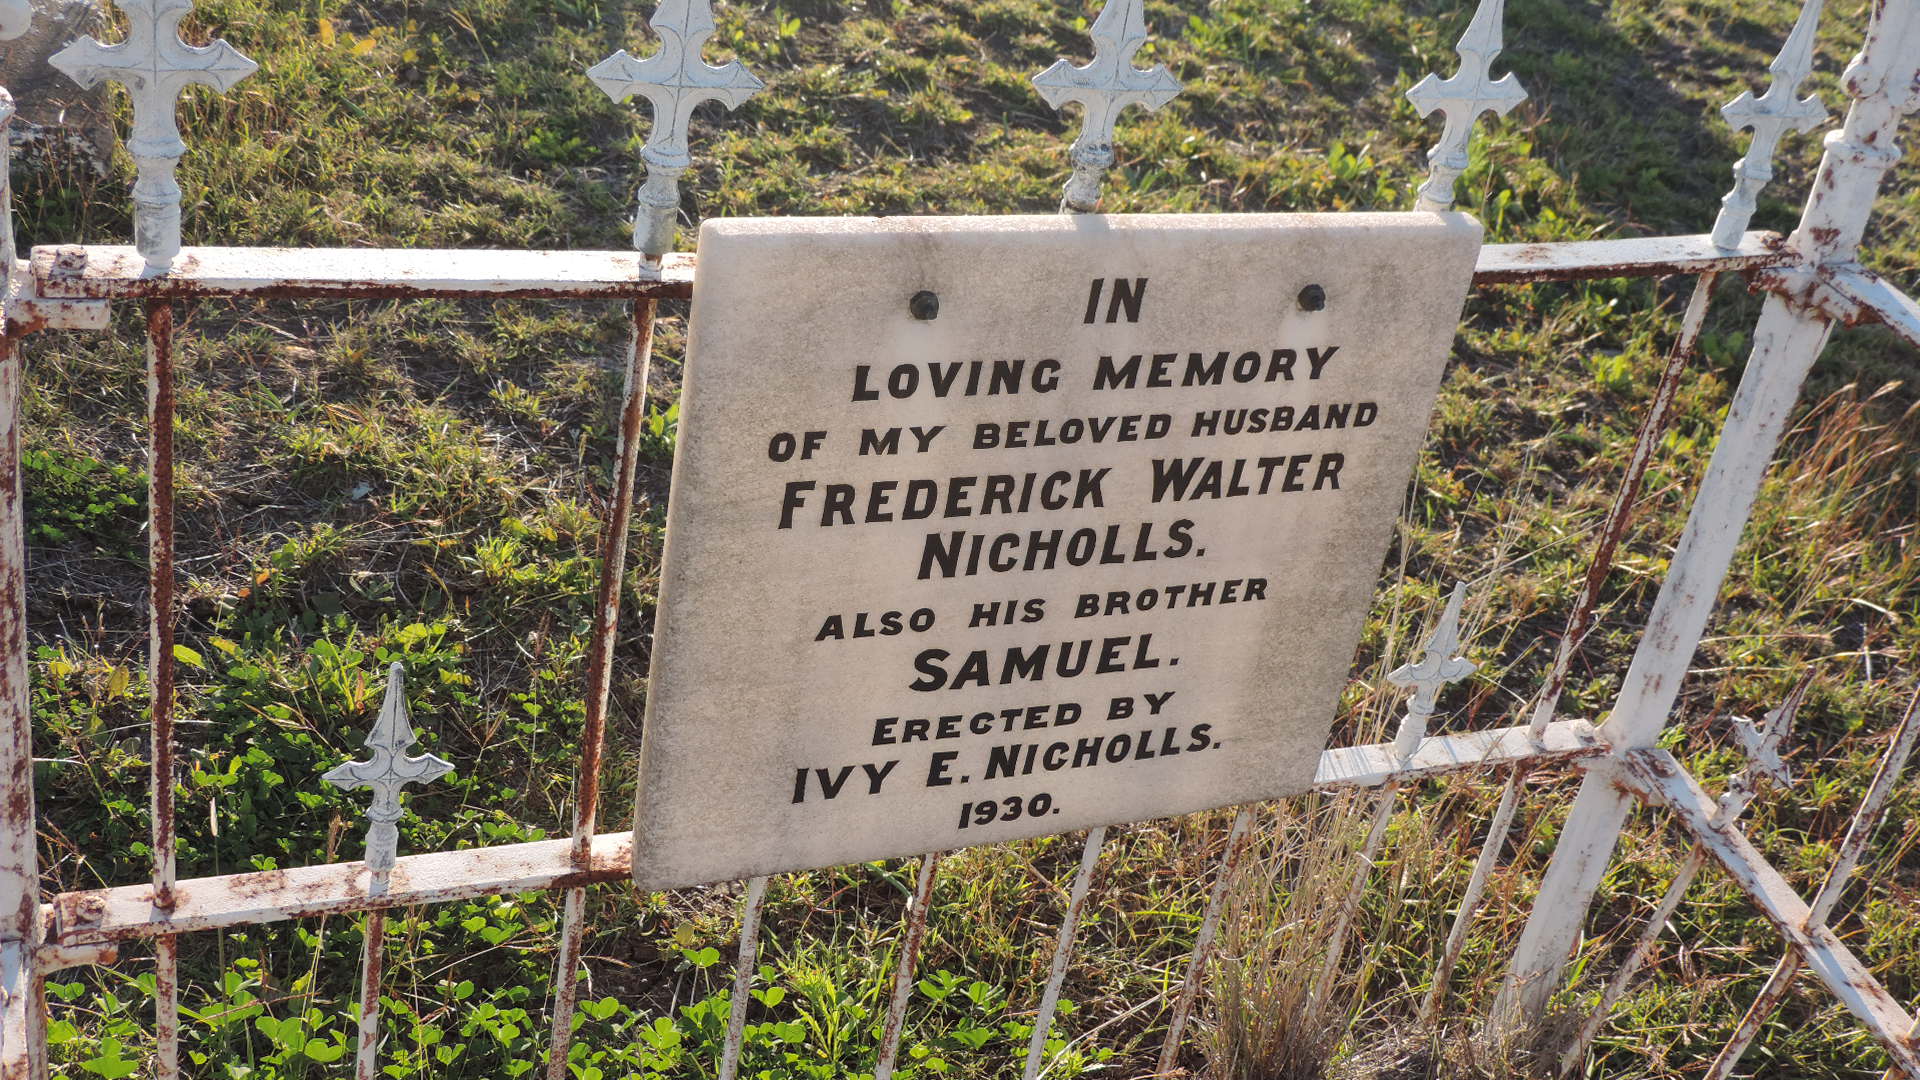 IN
LOVING MEMORY
OF MY BELOVED HUSBAND
FREDERICK WALTER
NICHOLLS.
ALSO HIS BROTHER
SAMUEL.
ERECTED BY
IVY E. NICHOLLS.
1930.